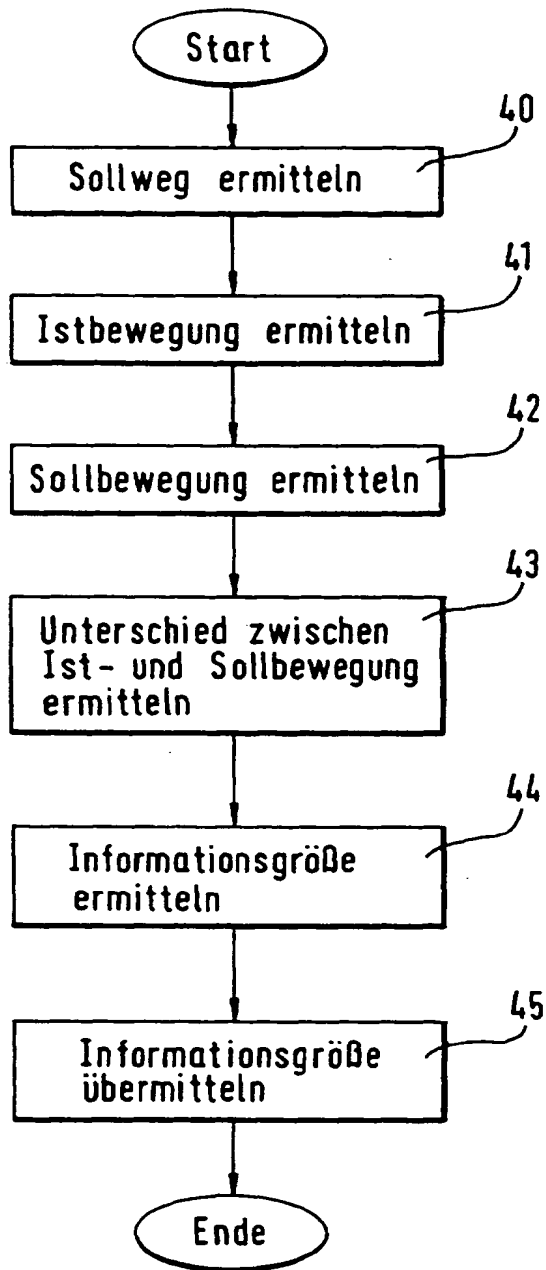 Start
40
Sollweg ermitteln
41
Istbewegung ermitteln
42
Sollbewegung ermitteln
43
Unterschied zwischen
Ist- und Sollbewegung
ermitteln
44
Informationsgröße
ermitteln
45
Informationsgröße
übermitteln
Ende